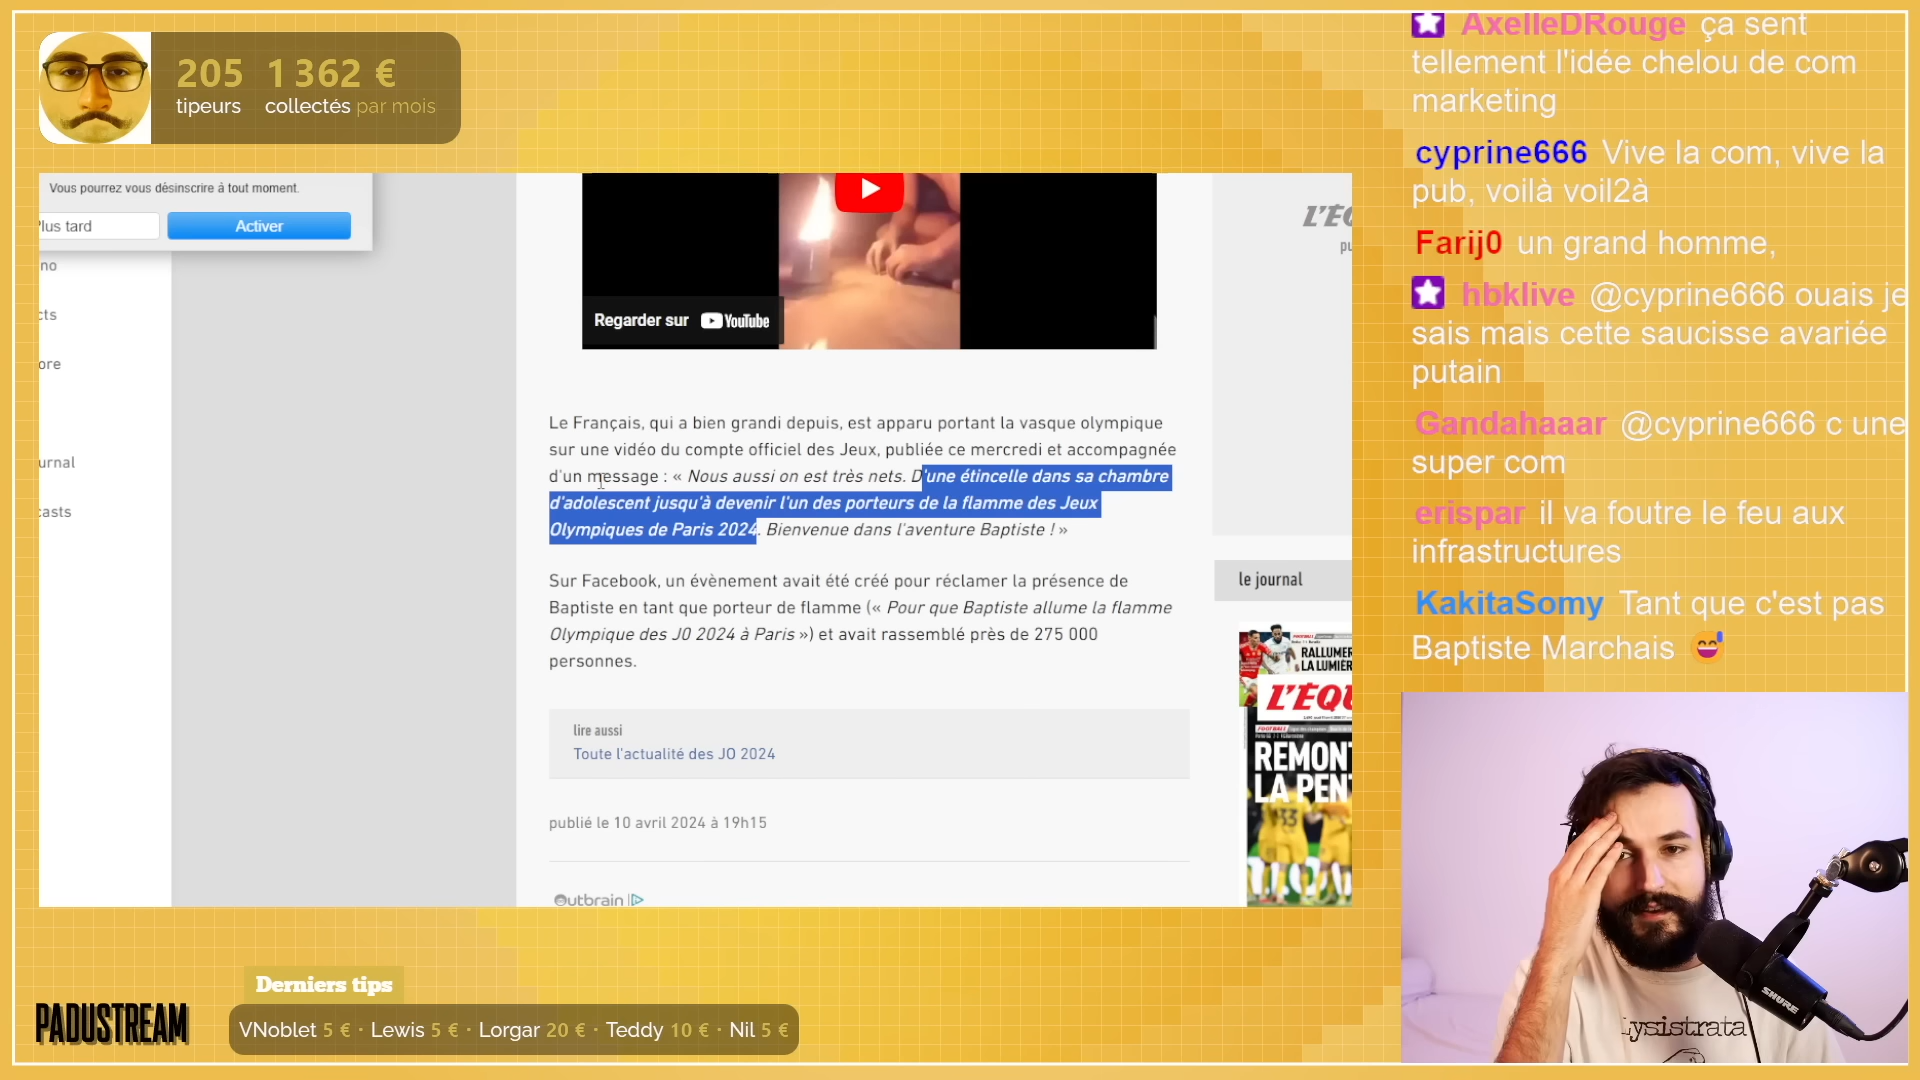 205 1 362 €
tipeurs collectés par mois
Vous pourrez vous désinscrire à tout moment.
lus tard
Activer
no
cts
ore
urnal
casts
Regarder sur YouTube
Le Français, qui a bien grandi depuis, est apparu portant la vasque olympique
sur une vidéo du compte officiel des Jeux, publiée ce mercredi et accompagnée
d'un message : « Nous aussi on est très nets. D'une étincelle dans sa chambre
d'adolescent jusqu'à devenir l'un des porteurs de la flamme des Jeux
Olympiques de Paris 2024. Bienvenue dans l'aventure Baptiste ! »
Sur Facebook, un évènement avait été créé pour réclamer la présence de
Baptiste en tant que porteur de flamme (« Pour que Baptiste allume la flamme
Olympique des J0 2024 à Paris ») et avait rassemblé près de 275 000
personnes.
lire aussi
Toute l'actualité des JO 2024
publié le 10 avril 2024 à 19h15
Outbrain
L'ÉQ
pu
le journal
RALLUMER
LA LUMIÈR
L'ÉQU
FOOTBALL
REMONT
LA PEN
AxelleDRouge ça sent
tellement l'idée chelou de com
marketing
cyprine666 Vive la com, vive la
pub, voilà voil2à
Farij0 un grand homme,
hbklive @cyprine666 ouais je
sais mais cette saucisse avariée
putain
Gandahaaar @cyprine666 c une
super com
erispar il va foutre le feu aux
infrastructures
KakitaSomy Tant que c'est pas
Baptiste Marchais
SHURE
Lysistrata
PADUSTREAM
Derniers tips
VNoblet 5 € · Lewis 5 € · Lorgar 20 € · Teddy 10 € · Nil 5 €